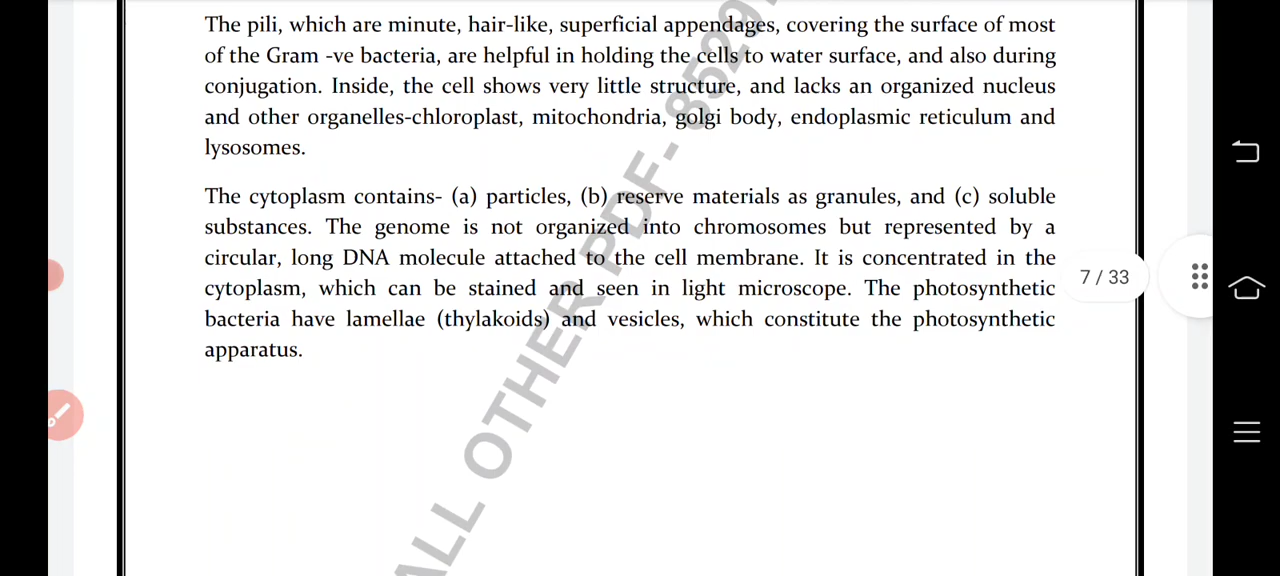 The pili, which are minute, hair-like, superficial appendages, covering the surface of most
of the Gram -ve bacteria, are helpful in holding the cells to water surface, and also during
conjugation. Inside, the cell shows very little structure, and lacks an organized nucleus
and other organelles-chloroplast, mitochondria, golgi body, endoplasmic reticulum and
lysosomes.
The cytoplasm contains- (a) particles, (b) reserve materials as granules, and (c) soluble
substances. The genome is not organized into chromosomes but represented by a
circular, long DNA molecule attached to the cell membrane. It is concentrated in the
cytoplasm, which can be stained and seen in light microscope. The photosynthetic
bacteria have lamellae (thylakoids) and vesicles, which constitute the photosynthetic
apparatus.
7 / 33
ALL OTHER PDF- 8529